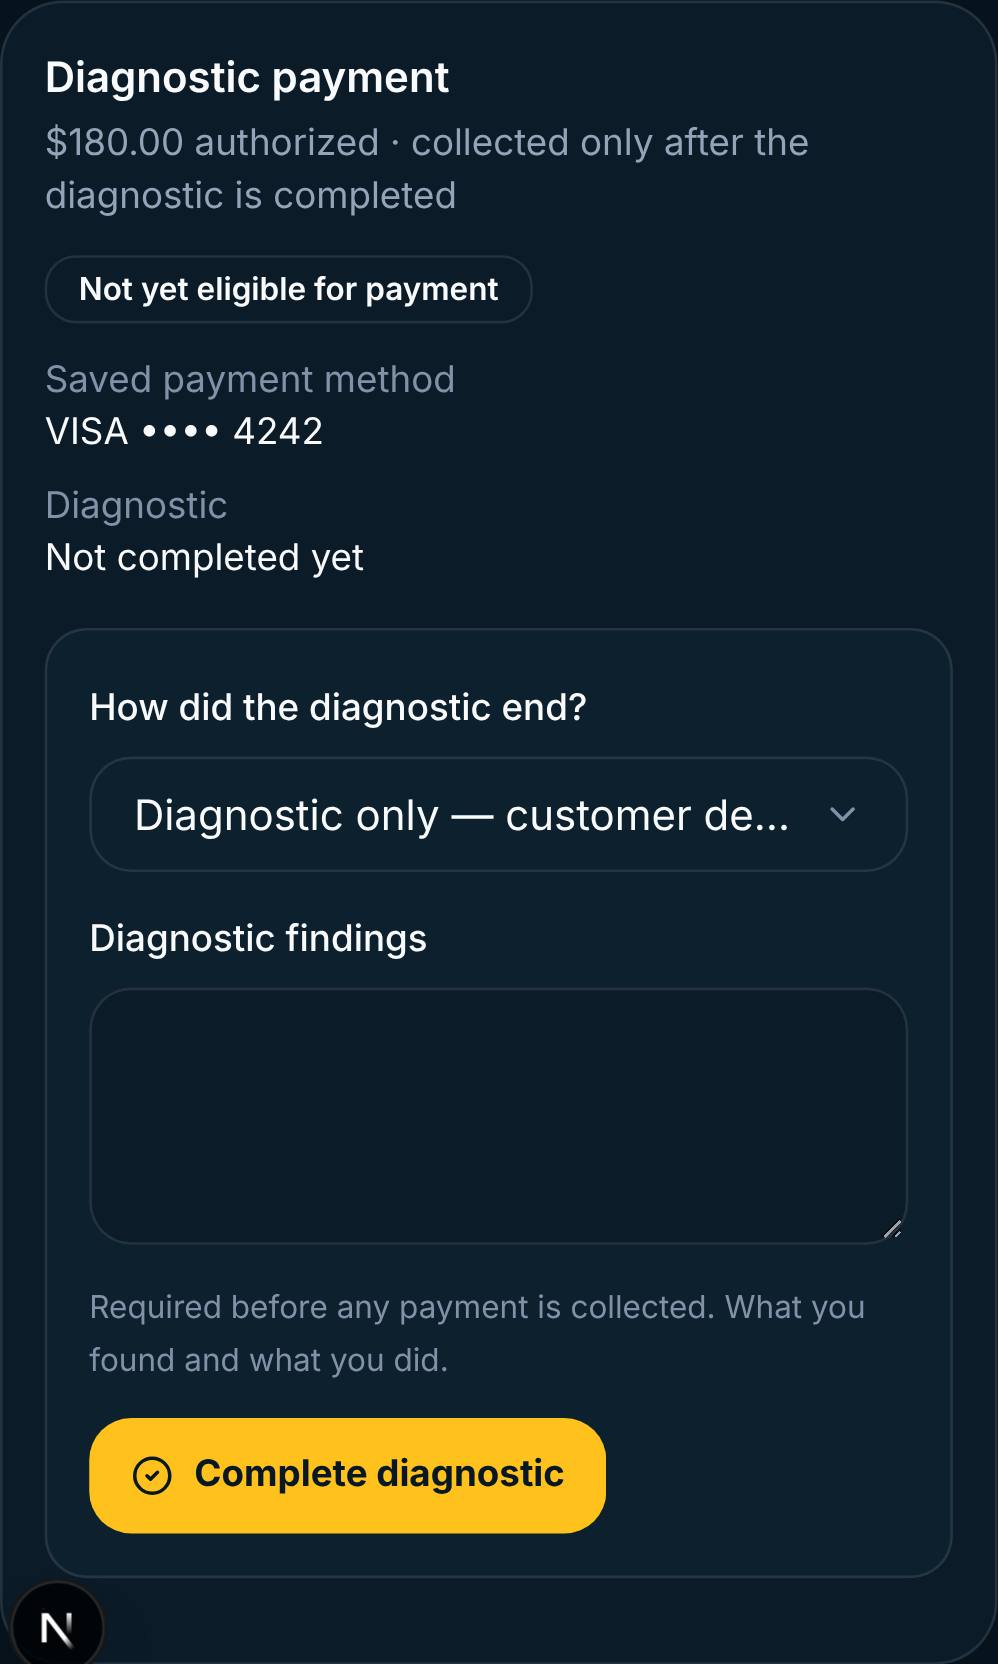 Diagnostic payment
$180.00 authorized · collected only after the
diagnostic is completed
Not yet eligible for payment
Saved payment method
VISA •••• 4242
Diagnostic
Not completed yet
How did the diagnostic end?
Diagnostic only — customer de...
Diagnostic findings
Required before any payment is collected. What you
found and what you did.
Complete diagnostic
N